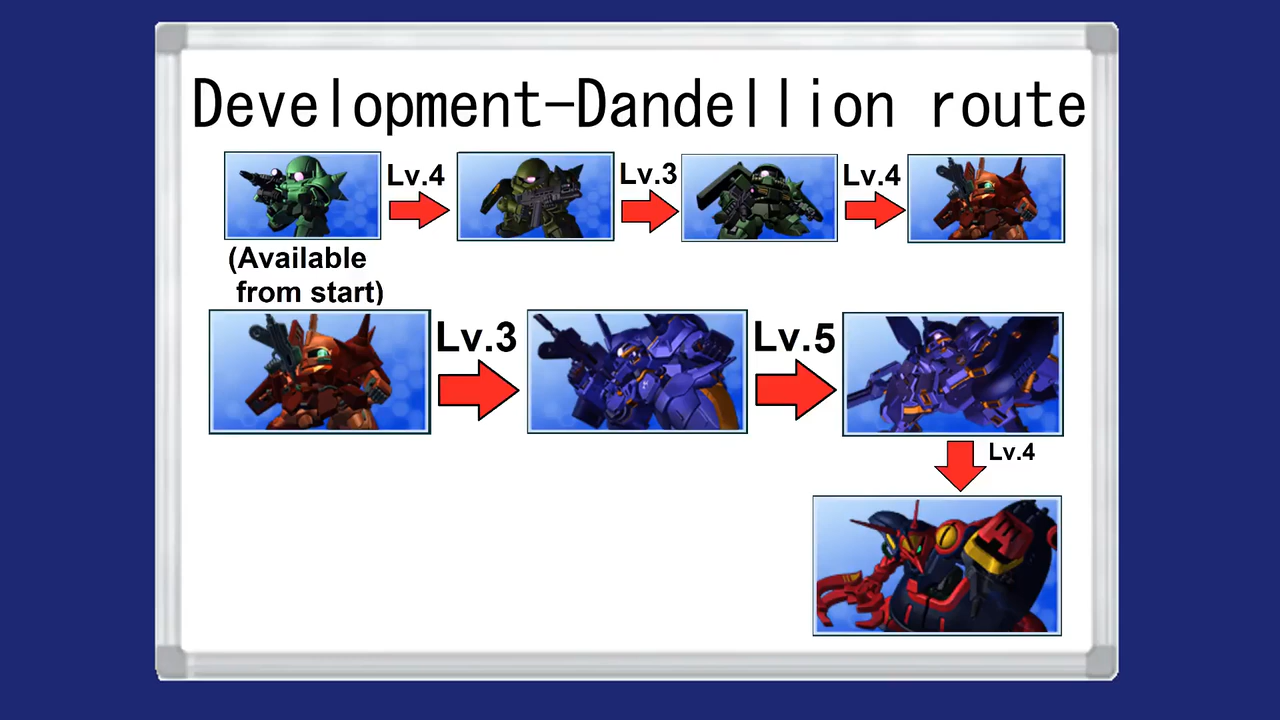 Development-Dandellion route
Lv.4
Lv.3
Lv.4
(Available
from start)
Lv.3
Lv.5
Lv.4